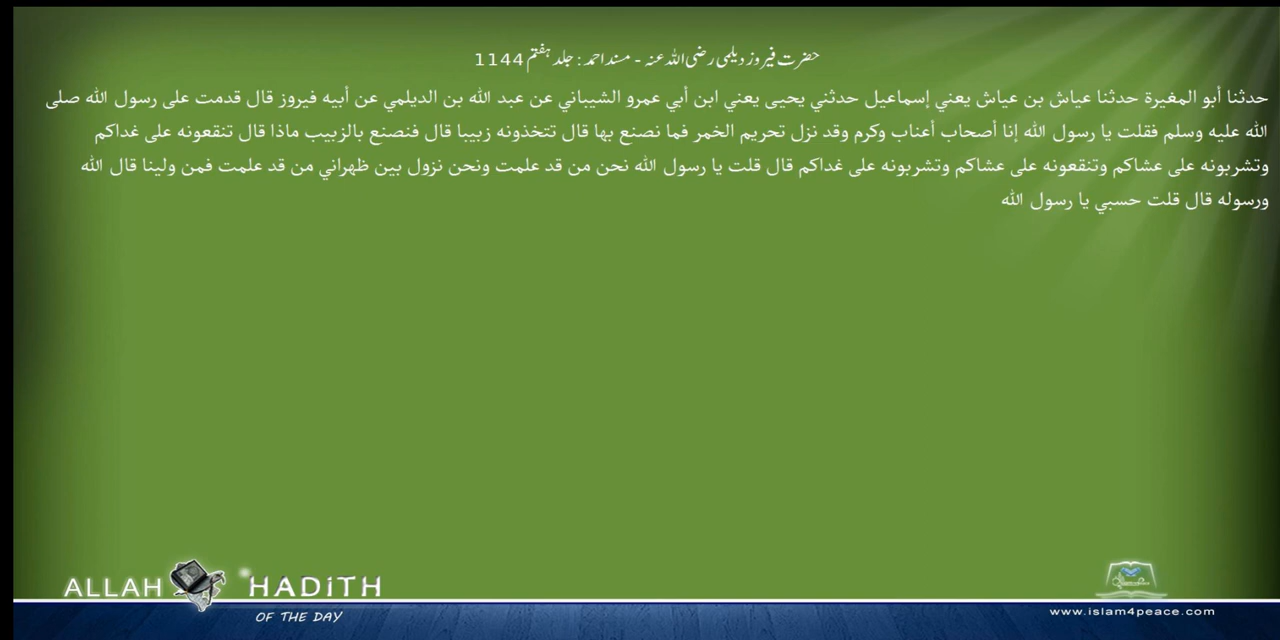 حضرت فیروز دیلمی رضی اللہ عنہ - مسند احمد : جلد ہفتم 1144
حدثنا أبو المغيرة حدثنا عياش بن عياش يعني إسماعيل حدثني يحيى يعني ابن أبي عمرو الشيباني عن عبد الله بن الديلمي عن أبيه فيروز قال قدمت على رسول الله صلى
الله عليه وسلم فقلت يا رسول الله إنا أصحاب أعناب وكرم وقد نزل تحريم الخمر فما نصنع بها قال تتخذونه زبيبا قال فنصنع بالزبيب ماذا قال تنقعونه على غداكم
وتشربونه على عشاكم وتنقعونه على عشاكم وتشربونه على غداكم قال قلت يا رسول الله نحن من قد علمت ونحن نزول بين ظهراني من قد علمت فمن ولينا قال الله
ورسوله قال قلت حسبي يا رسول الله
ALLAH HADITH
OF THE DAY
www.islam4peace.com